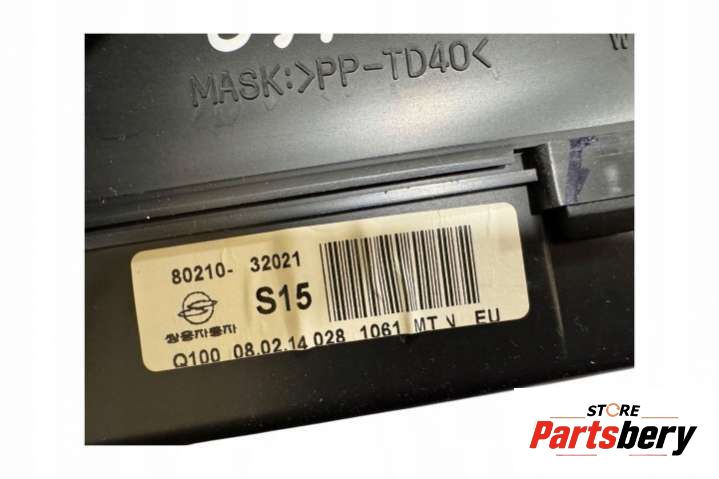 MASK:>PP-TD40<
W
80210- 32021
S15
쌍용자동차
Q100 08.02.14 028 1061 MT N EU
STORE
Partsbery